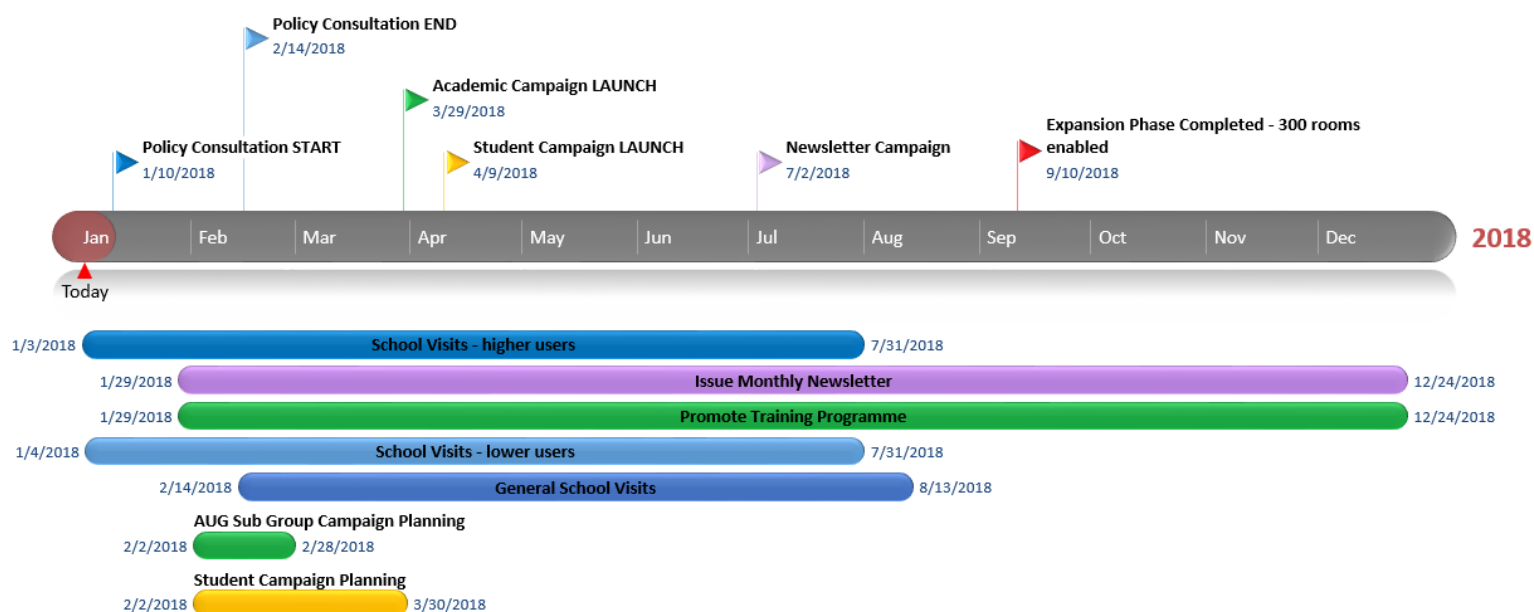 Policy Consultation END
2/14/2018
Academic Campaign LAUNCH
3/29/2018
Policy Consultation START
1/10/2018
Student Campaign LAUNCH
4/9/2018
Newsletter Campaign
7/2/2018
Expansion Phase Completed - 300 rooms
enabled
9/10/2018
Jan Feb Mar Apr May Jun Jul Aug Sep Oct Nov Dec 2018
Today
1/3/2018 School Visits - higher users 7/31/2018
1/29/2018 Issue Monthly Newsletter 12/24/2018
1/29/2018 Promote Training Programme 12/24/2018
1/4/2018 School Visits - lower users 7/31/2018
2/14/2018 General School Visits 8/13/2018
AUG Sub Group Campaign Planning
2/2/2018 2/28/2018
Student Campaign Planning
2/2/2018 3/30/2018